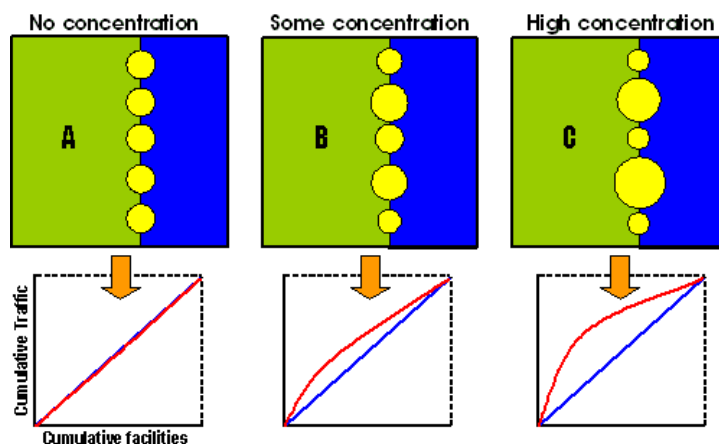 No concentration
Some concentration
High concentration
A
B
C
Cumulative Traffic
Cumulative facilities